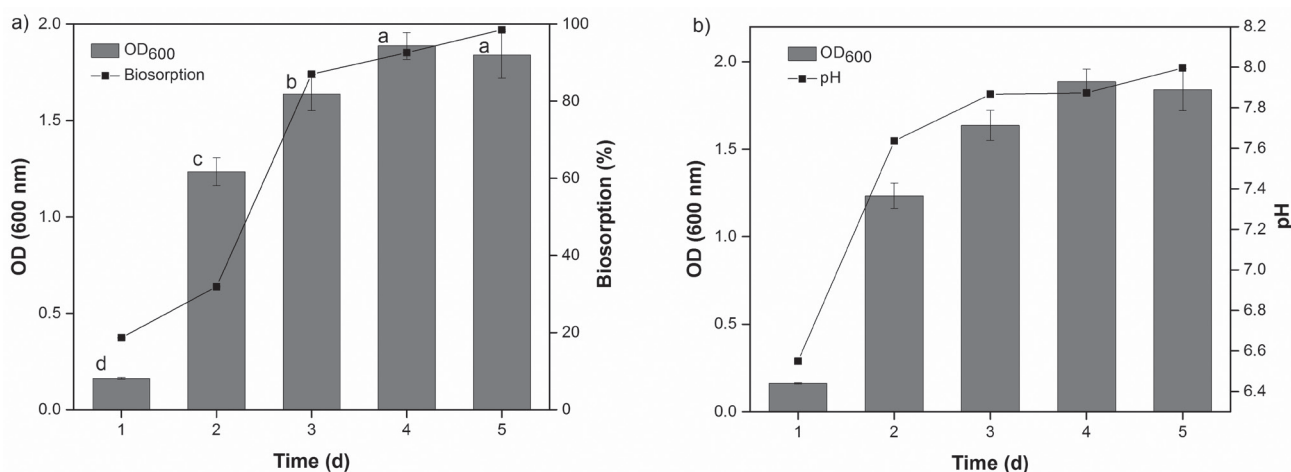 a)
OD600
Biosorption
2.0
1.5
1.0
0.5
0.0
OD (600 nm)
100
80
60
40
20
0
Biosorption (%)
d
c
b
a
a
1 2 3 4 5
Time (d)
b)
OD600
pH
2.0
1.5
1.0
0.5
0.0
OD (600 nm)
8.2
8.0
7.8
7.6
7.4
7.2
7.0
6.8
6.6
6.4
pH
1 2 3 4 5
Time (d)